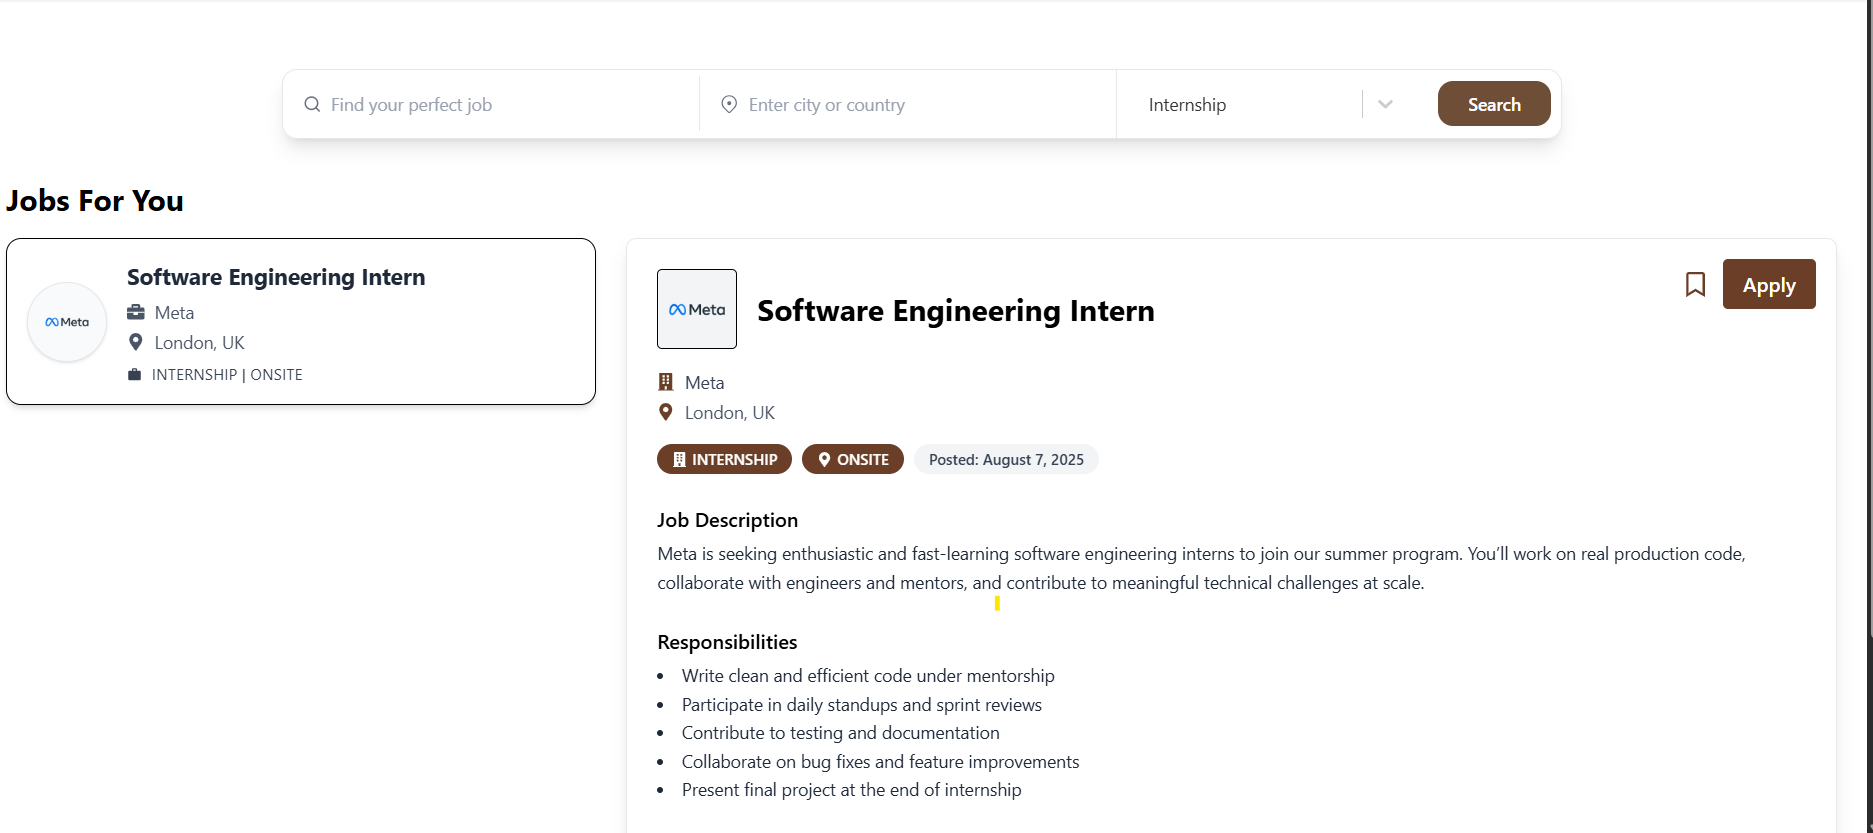 Find your perfect job
Enter city or country
Internship
Search
Jobs For You
Meta
Software Engineering Intern
Meta
London, UK
INTERNSHIP | ONSITE
Meta
Software Engineering Intern
Apply
Meta
London, UK
INTERNSHIP
ONSITE
Posted: August 7, 2025
Job Description
Meta is seeking enthusiastic and fast-learning software engineering interns to join our summer program. You’ll work on real production code,
collaborate with engineers and mentors, and contribute to meaningful technical challenges at scale.
Responsibilities
• Write clean and efficient code under mentorship
• Participate in daily standups and sprint reviews
• Contribute to testing and documentation
• Collaborate on bug fixes and feature improvements
• Present final project at the end of internship